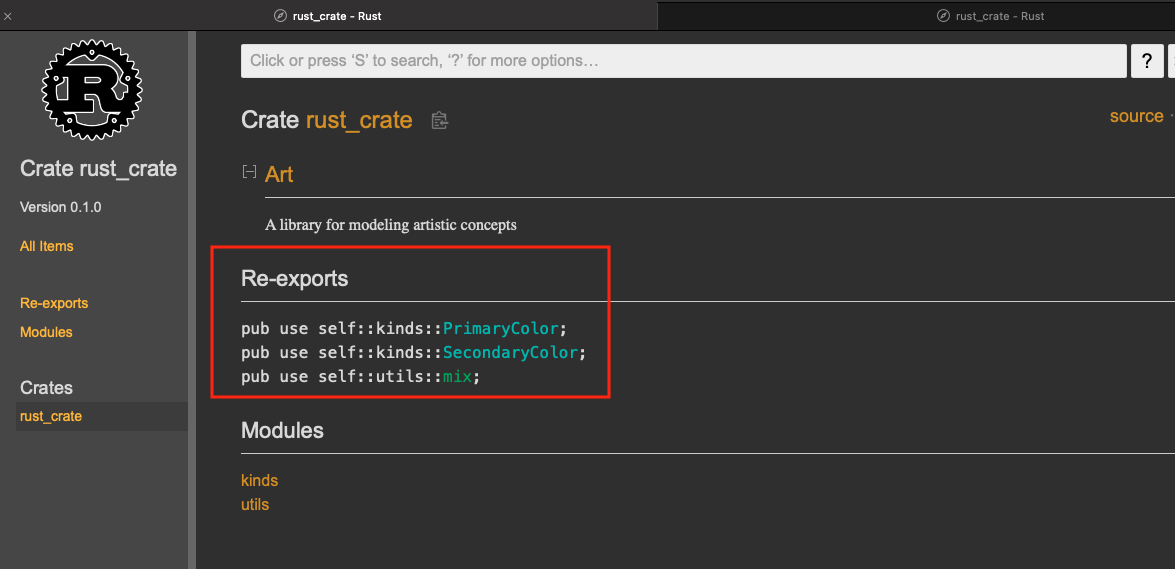 rust_crate - Rust
rust_crate - Rust
R
Crate rust_crate
Version 0.1.0
All Items
Re-exports
Modules
Crates
rust_crate
Click or press ‘S’ to search, ‘?’ for more options…
?
Crate rust_crate
source
[-] Art
A library for modeling artistic concepts
Re-exports
pub use self::kinds::PrimaryColor;
pub use self::kinds::SecondaryColor;
pub use self::utils::mix;
Modules
kinds
utils